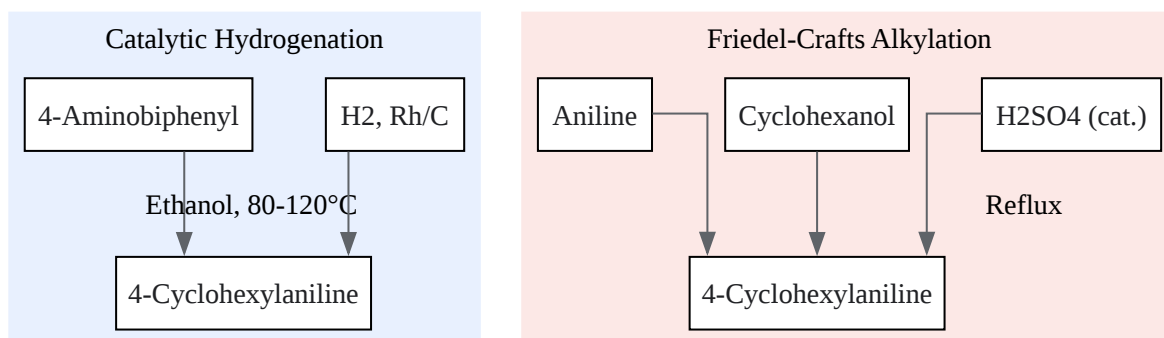 Catalytic Hydrogenation
4-Aminobiphenyl
H2, Rh/C
Ethanol, 80-120°C
4-Cyclohexylaniline
Friedel-Crafts Alkylation
Aniline
Cyclohexanol
H2SO4 (cat.)
Reflux
4-Cyclohexylaniline